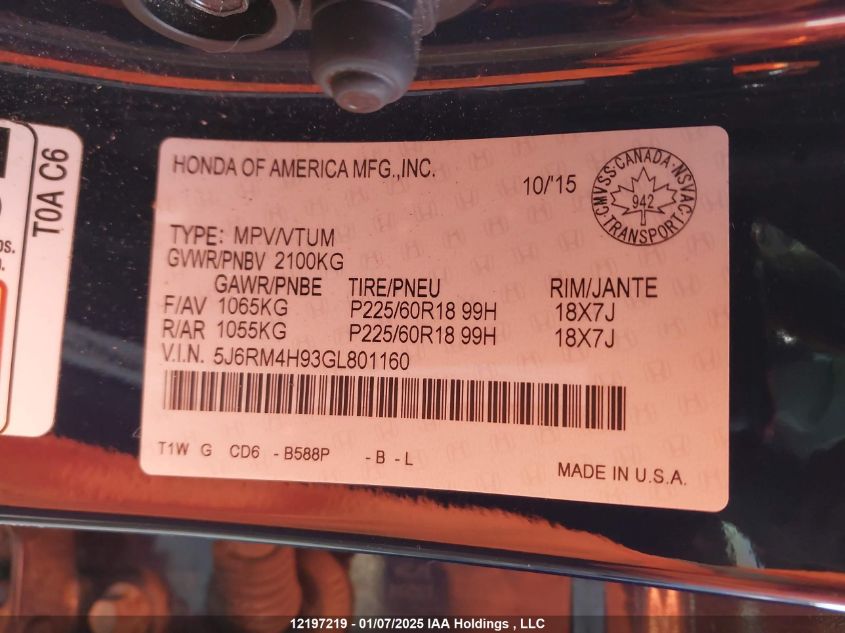 T0A C6
HONDA OF AMERICA MFG.,INC.
10/'15
CMVSS·CANADA·NSVAC
942
TRANSPORT
TYPE: MPV/VTUM
GVWR/PNBV 2100KG
GAWR/PNBE TIRE/PNEU RIM/JANTE
F/AV 1065KG P225/60R18 99H 18X7J
R/AR 1055KG P225/60R18 99H 18X7J
V.I.N. 5J6RM4H93GL801160
T1W G CD6 - B588P - B - L
MADE IN U.S.A.
12197219 - 01/07/2025 IAA Holdings , LLC